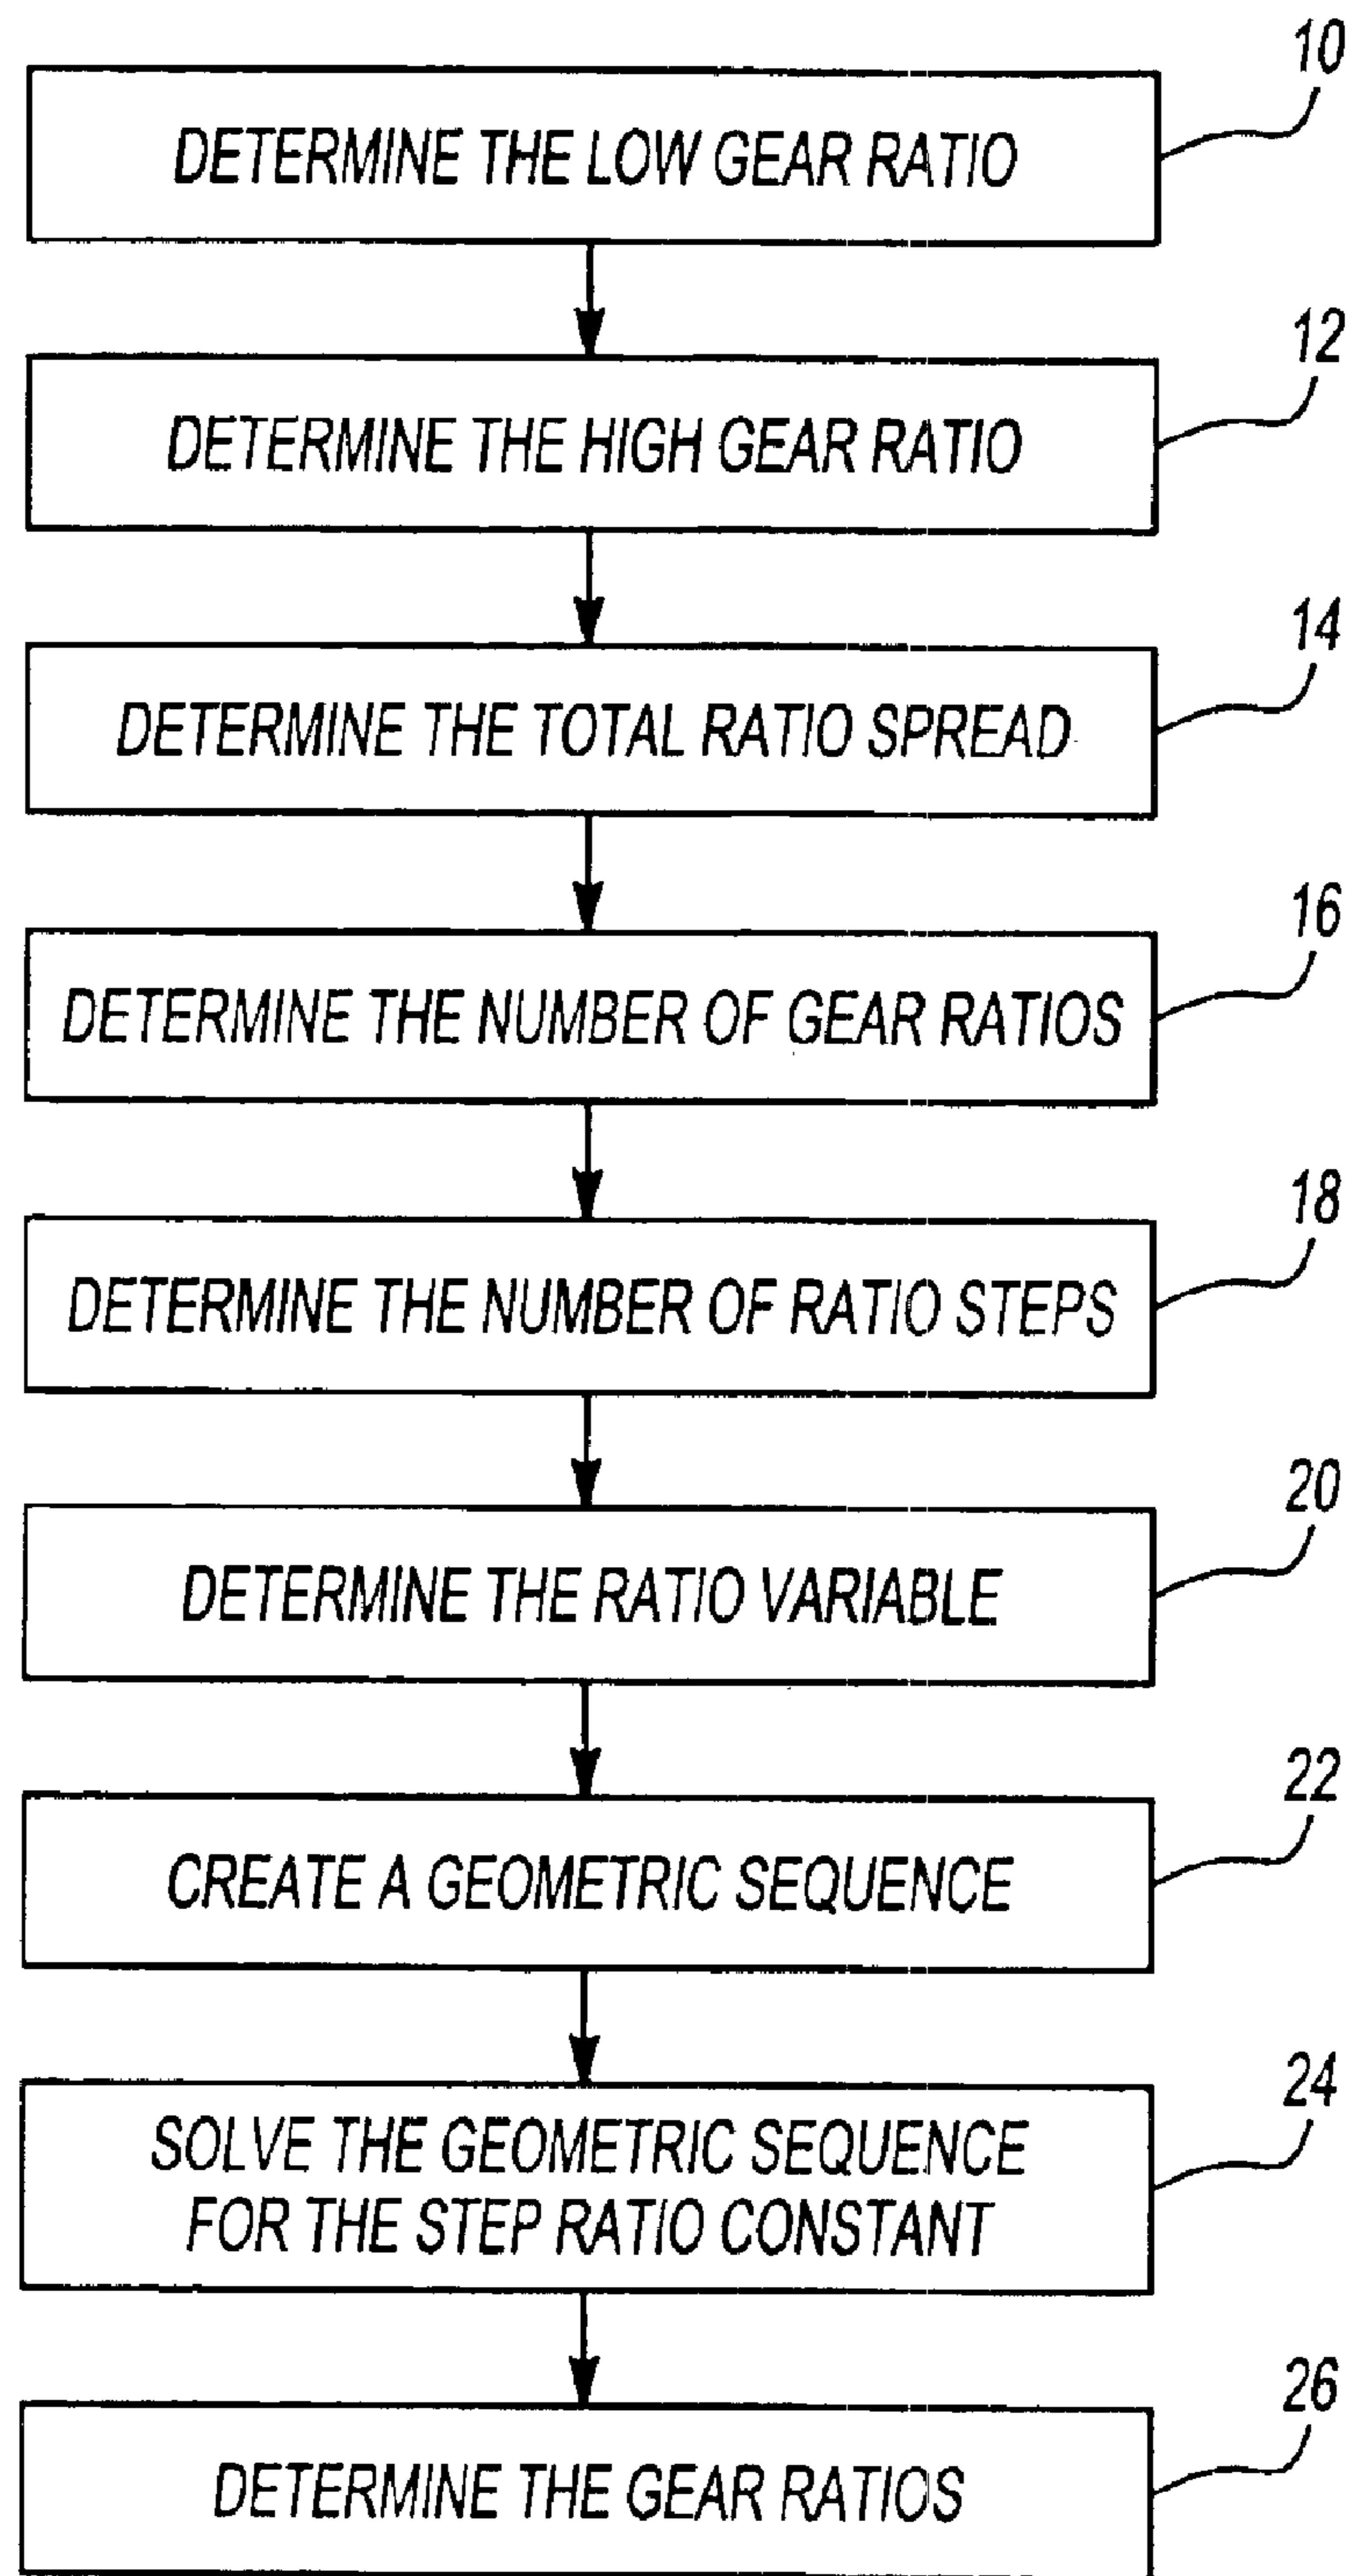 10
DETERMINE THE LOW GEAR RATIO
12
DETERMINE THE HIGH GEAR RATIO
14
DETERMINE THE TOTAL RATIO SPREAD
16
DETERMINE THE NUMBER OF GEAR RATIOS
18
DETERMINE THE NUMBER OF RATIO STEPS
20
DETERMINE THE RATIO VARIABLE
22
CREATE A GEOMETRIC SEQUENCE
24
SOLVE THE GEOMETRIC SEQUENCE
FOR THE STEP RATIO CONSTANT
26
DETERMINE THE GEAR RATIOS